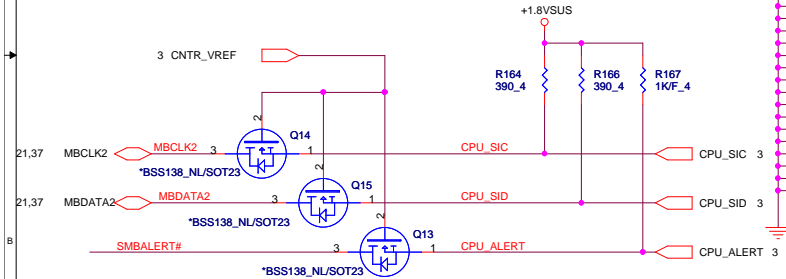 +1.8VSUS
3 CNTR_VREF
R164
390_4
R166
390_4
R167
1K/F_4
2
Q14
21,37 MBCLK2 MBCLK2 3 1 CPU_SIC CPU_SIC 3
*BSS138_NL/SOT23
2
Q15
21,37 MBDATA2 MBDATA2 3 1 CPU_SID CPU_SID 3
*BSS138_NL/SOT23
2
Q13
B
SMBALERT# 3 1 CPU_ALERT CPU_ALERT 3
*BSS138_NL/SOT23